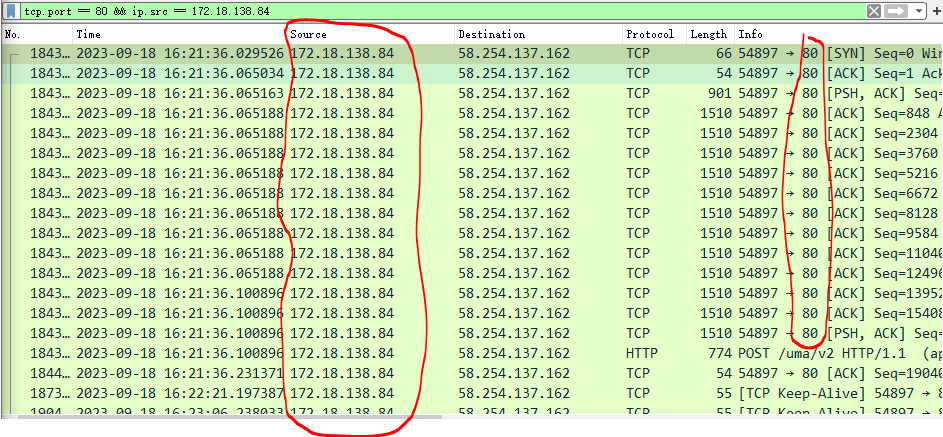 tcp.port == 80 && ip.src == 172.18.138.84
No. Time Source Destination Protocol Length Info
1843… 2023-09-18 16:21:36.029526 172.18.138.84 58.254.137.162 TCP 66 54897 → 80 [SYN] Seq=0 Win
1843… 2023-09-18 16:21:36.065034 172.18.138.84 58.254.137.162 TCP 54 54897 → 80 [ACK] Seq=1 Ack
1843… 2023-09-18 16:21:36.065163 172.18.138.84 58.254.137.162 TCP 901 54897 → 80 [PSH, ACK] Seq=
1843… 2023-09-18 16:21:36.065188 172.18.138.84 58.254.137.162 TCP 1510 54897 → 80 [ACK] Seq=848 A
1843… 2023-09-18 16:21:36.065188 172.18.138.84 58.254.137.162 TCP 1510 54897 → 80 [ACK] Seq=2304
1843… 2023-09-18 16:21:36.065188 172.18.138.84 58.254.137.162 TCP 1510 54897 → 80 [ACK] Seq=3760
1843… 2023-09-18 16:21:36.065188 172.18.138.84 58.254.137.162 TCP 1510 54897 → 80 [ACK] Seq=5216
1843… 2023-09-18 16:21:36.065188 172.18.138.84 58.254.137.162 TCP 1510 54897 → 80 [ACK] Seq=6672
1843… 2023-09-18 16:21:36.065188 172.18.138.84 58.254.137.162 TCP 1510 54897 → 80 [ACK] Seq=8128
1843… 2023-09-18 16:21:36.065188 172.18.138.84 58.254.137.162 TCP 1510 54897 → 80 [ACK] Seq=9584
1843… 2023-09-18 16:21:36.065188 172.18.138.84 58.254.137.162 TCP 1510 54897 → 80 [ACK] Seq=11040
1843… 2023-09-18 16:21:36.065188 172.18.138.84 58.254.137.162 TCP 1510 54897 → 80 [ACK] Seq=12496
1843… 2023-09-18 16:21:36.100896 172.18.138.84 58.254.137.162 TCP 1510 54897 → 80 [ACK] Seq=13952
1843… 2023-09-18 16:21:36.100896 172.18.138.84 58.254.137.162 TCP 1510 54897 → 80 [ACK] Seq=15408
1843… 2023-09-18 16:21:36.100896 172.18.138.84 58.254.137.162 TCP 1510 54897 → 80 [PSH, ACK] Seq=
1843… 2023-09-18 16:21:36.100896 172.18.138.84 58.254.137.162 HTTP 774 POST /uma/v2 HTTP/1.1 (ap
1844… 2023-09-18 16:21:36.231371 172.18.138.84 58.254.137.162 TCP 54 54897 → 80 [ACK] Seq=19040
1873… 2023-09-18 16:22:21.197387 172.18.138.84 58.254.137.162 TCP 55 [TCP Keep-Alive] 54897 → 8
1904… 2023-09-18 16:23:06.238033 172.18.138.84 58.254.137.162 TCP 55 [TCP Keep-Alive] 54897 → 8